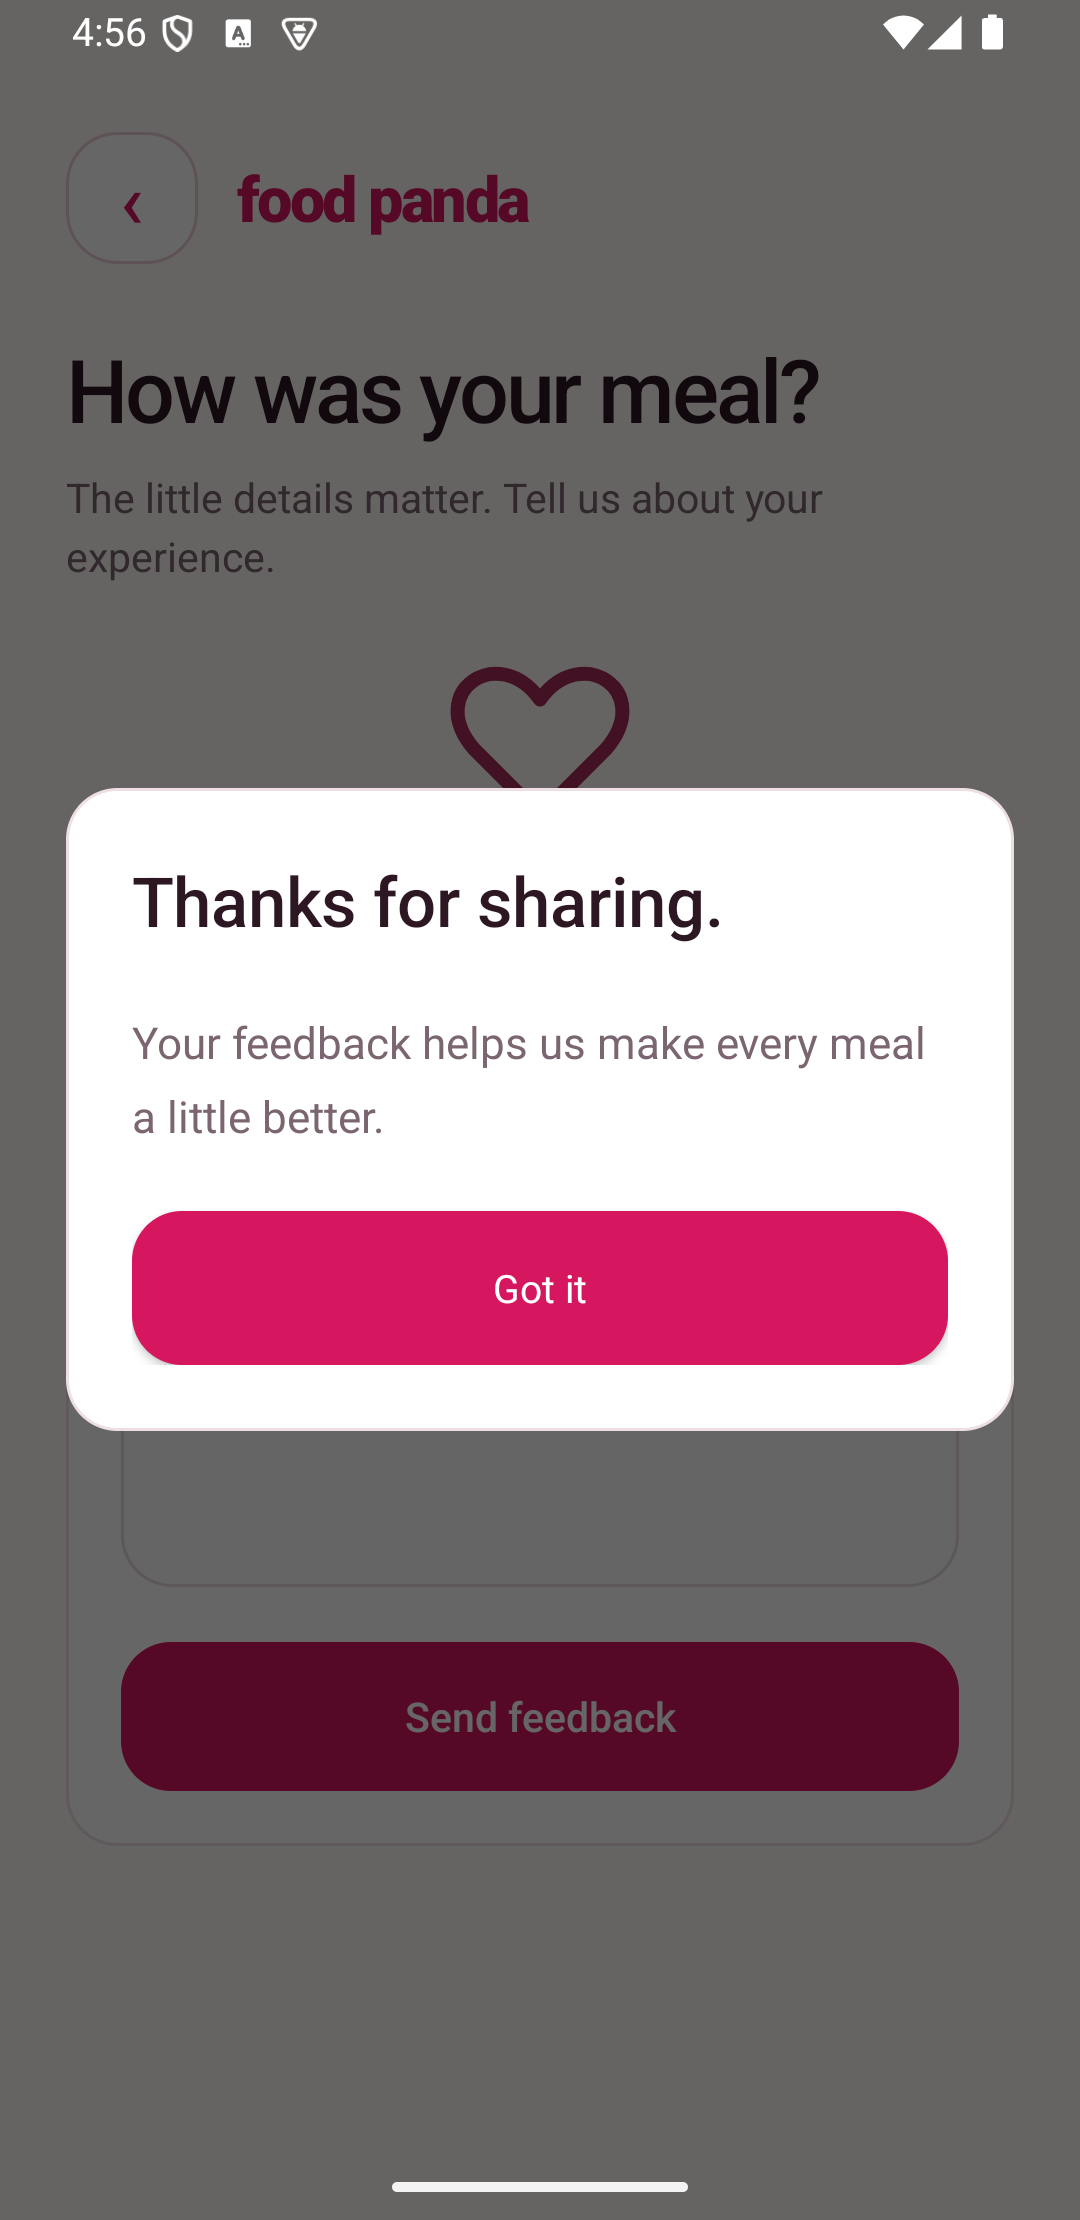 4:56
‹ food panda
How was your meal?
The little details matter. Tell us about your
experience.
Thanks for sharing.
Your feedback helps us make every meal
a little better.
Got it
Send feedback